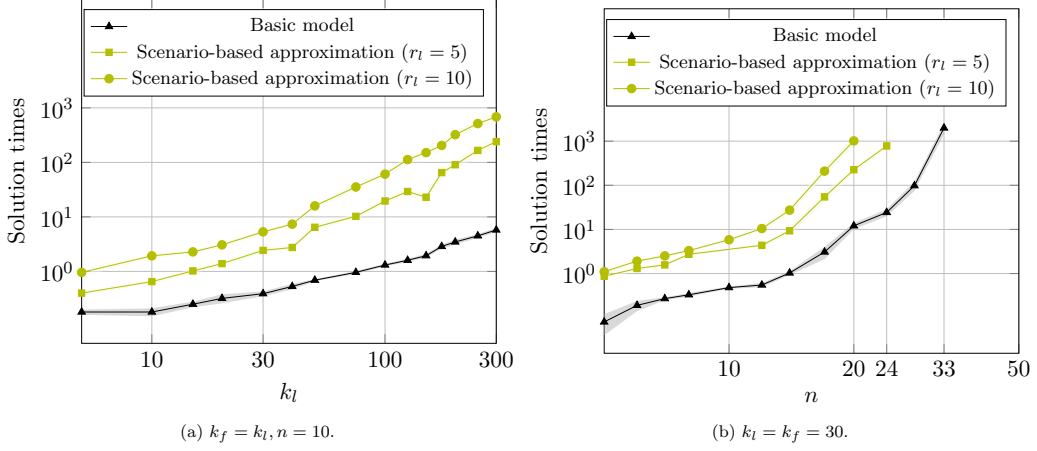 Basic model
Scenario-based approximation (r_l = 5)
Scenario-based approximation (r_l = 10)
Solution times
10^3
10^2
10^1
10^0
10
30
100
300
k_l
(a) k_f = k_l, n = 10.
Basic model
Scenario-based approximation (r_l = 5)
Scenario-based approximation (r_l = 10)
Solution times
10^3
10^2
10^1
10^0
10
20
24
33
50
n
(b) k_l = k_f = 30.